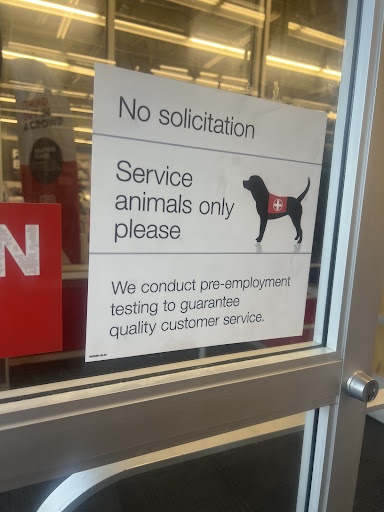 No solicitation
Service
animals only
please
We conduct pre-employment
testing to guarantee
quality customer service.
N